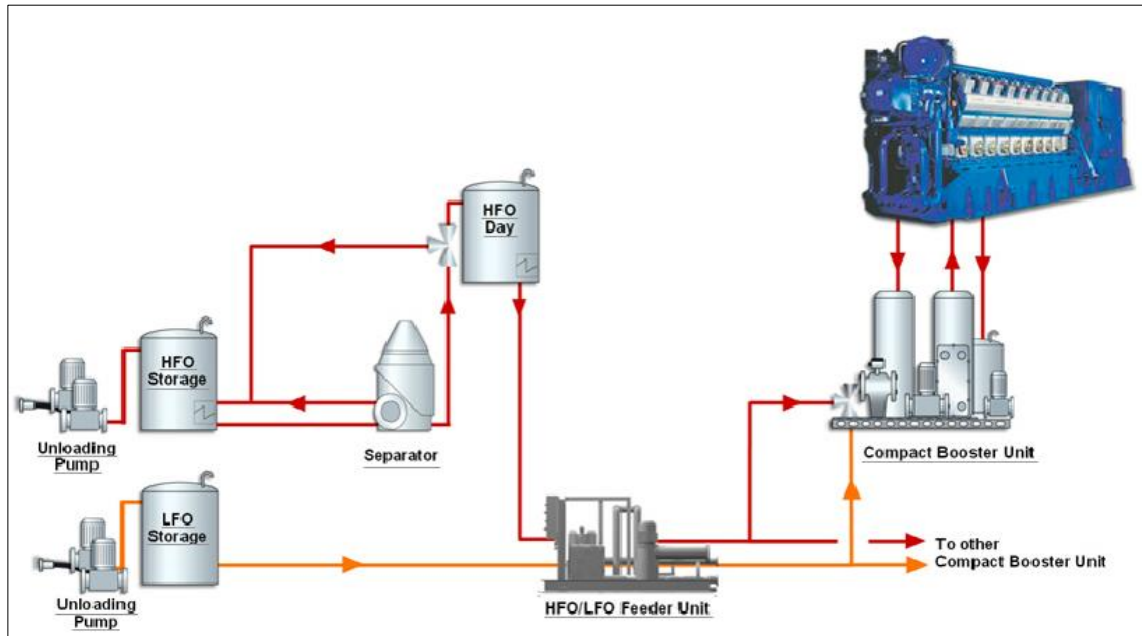 HFO
Day
HFO
Storage
Unloading
Pump
Separator
Compact Booster Unit
LFO
Storage
Unloading
Pump
HFO/LFO Feeder Unit
To other
Compact Booster Unit